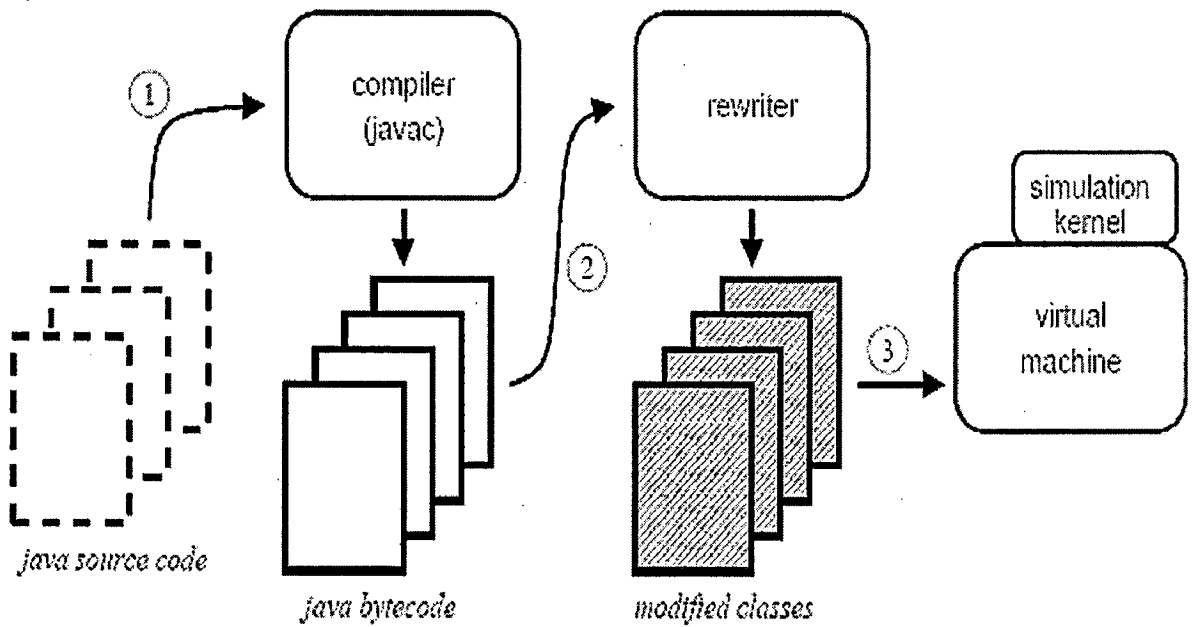 1
compiler
(javac)
rewriter
simulation
kernel
2
virtual
machine
3
java source code
java bytecode
modified classes